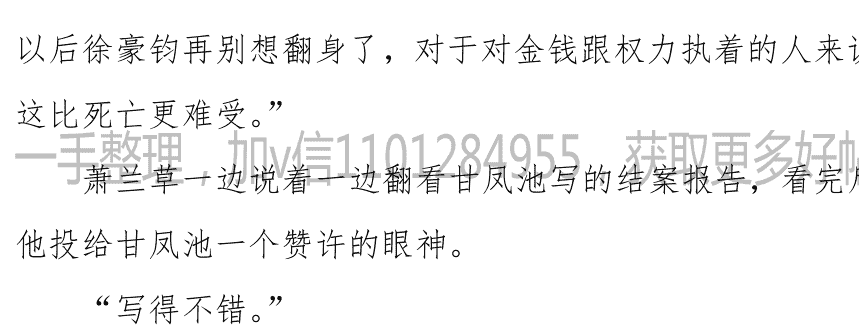 以后徐豪钧再别想翻身了，对于对金钱跟权力执着的人来
这比死亡更难受。”
一手整理，加v信1101284955，获取更多好
萧兰草一边说着一边翻看甘凤池写的结案报告，看完
他投给甘凤池一个赞许的眼神。
“写得不错。”